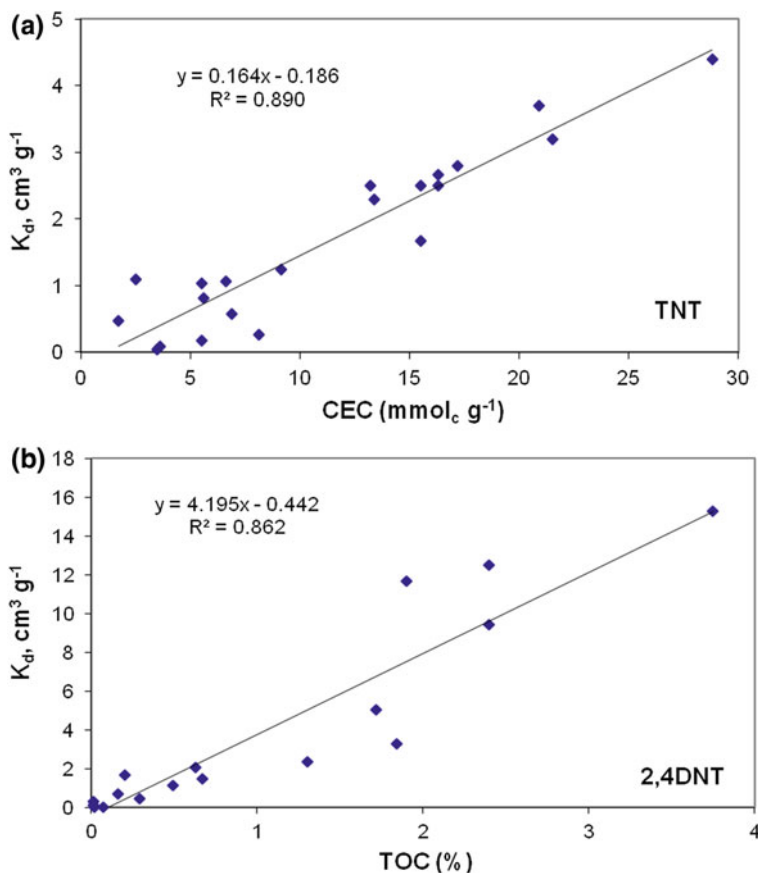 (a)
5
4
3
2
1
0
K_d, cm³ g⁻¹
y = 0.164x - 0.186
R² = 0.890
TNT
0 5 10 15 20 25 30
CEC (mmol_c g⁻¹)
(b)
18
16
14
12
10
8
6
4
2
0
K_d, cm³ g⁻¹
y = 4.195x - 0.442
R² = 0.862
2,4DNT
0 1 2 3 4
TOC (%)